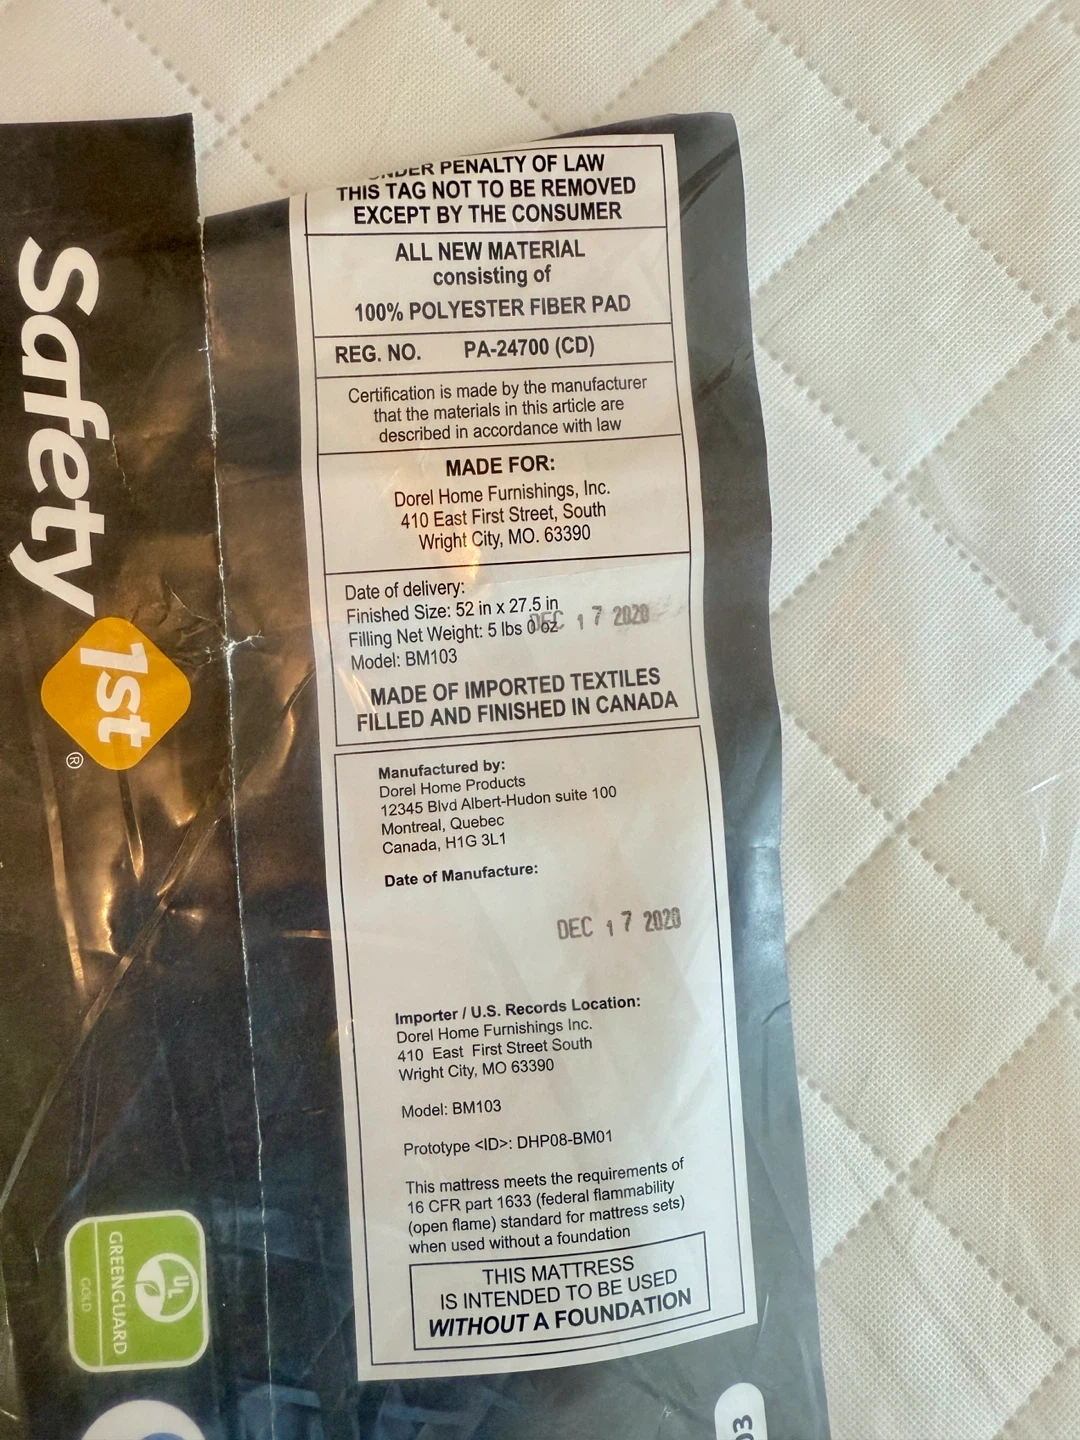 Safety
1st
®
UL
GREENGUARD
GOLD
UNDER PENALTY OF LAW
THIS TAG NOT TO BE REMOVED
EXCEPT BY THE CONSUMER
ALL NEW MATERIAL
consisting of
100% POLYESTER FIBER PAD
REG. NO. PA-24700 (CD)
Certification is made by the manufacturer
that the materials in this article are
described in accordance with law
MADE FOR:
Dorel Home Furnishings, Inc.
410 East First Street, South
Wright City, MO. 63390
Date of delivery:
Finished Size: 52 in x 27.5 in
DEC 17 2020
Filling Net Weight: 5 lbs 0 oz
Model: BM103
MADE OF IMPORTED TEXTILES
FILLED AND FINISHED IN CANADA
Manufactured by:
Dorel Home Products
12345 Blvd Albert-Hudon suite 100
Montreal, Quebec
Canada, H1G 3L1
Date of Manufacture:
DEC 17 2020
Importer / U.S. Records Location:
Dorel Home Furnishings Inc.
410 East First Street South
Wright City, MO 63390
Model: BM103
Prototype <ID>: DHP08-BM01
This mattress meets the requirements of
16 CFR part 1633 (federal flammability
(open flame) standard for mattress sets)
when used without a foundation
THIS MATTRESS
IS INTENDED TO BE USED
WITHOUT A FOUNDATION
03